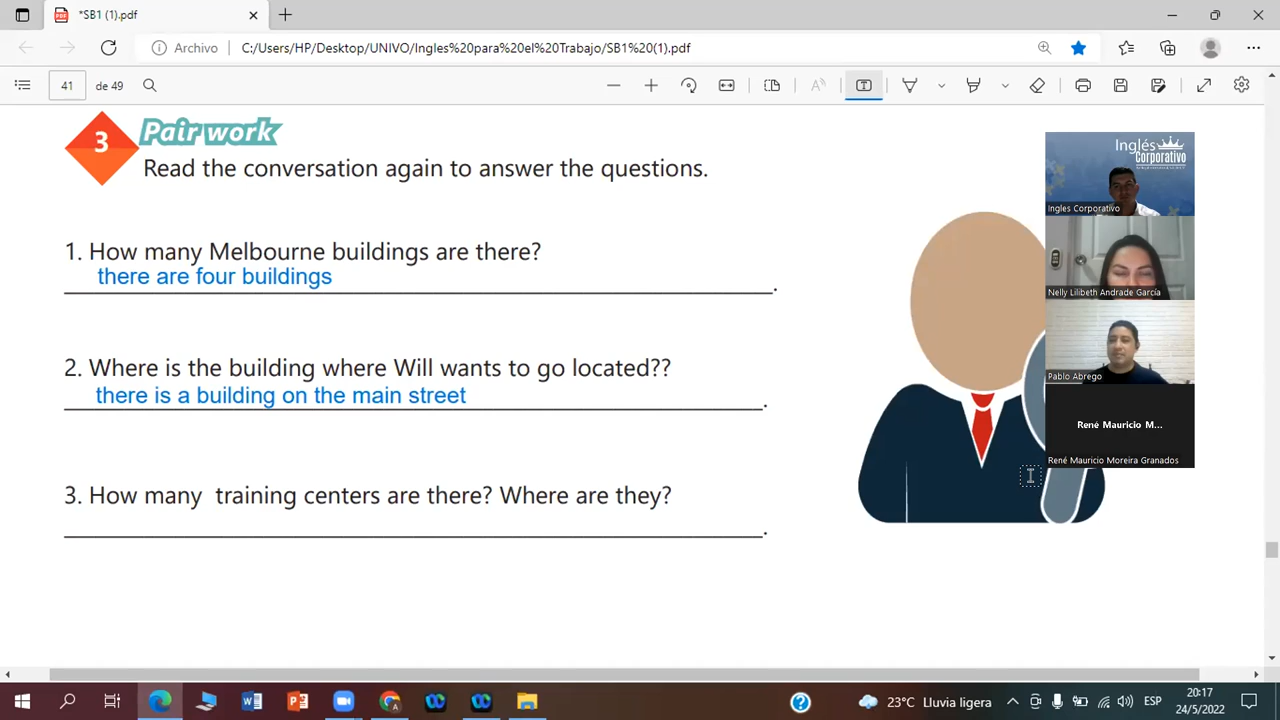 *SB1 (1).pdf
Archivo
C:/Users/HP/Desktop/UNIVO/Ingles%20para%20el%20Trabajo/SB1%20(1).pdf
41 de 49
3
Pair work
Read the conversation again to answer the questions.
1. How many Melbourne buildings are there?
there are four buildings
2. Where is the building where Will wants to go located??
there is a building on the main street
3. How many  training centers are there? Where are they?
Inglés
Corporativo
Ingles Corporativo
Nelly Lilibeth Andrade García
Pablo Abrego
René Mauricio M...
René Mauricio Moreira Granados
23°C Lluvia ligera
ESP
20:17
24/5/2022